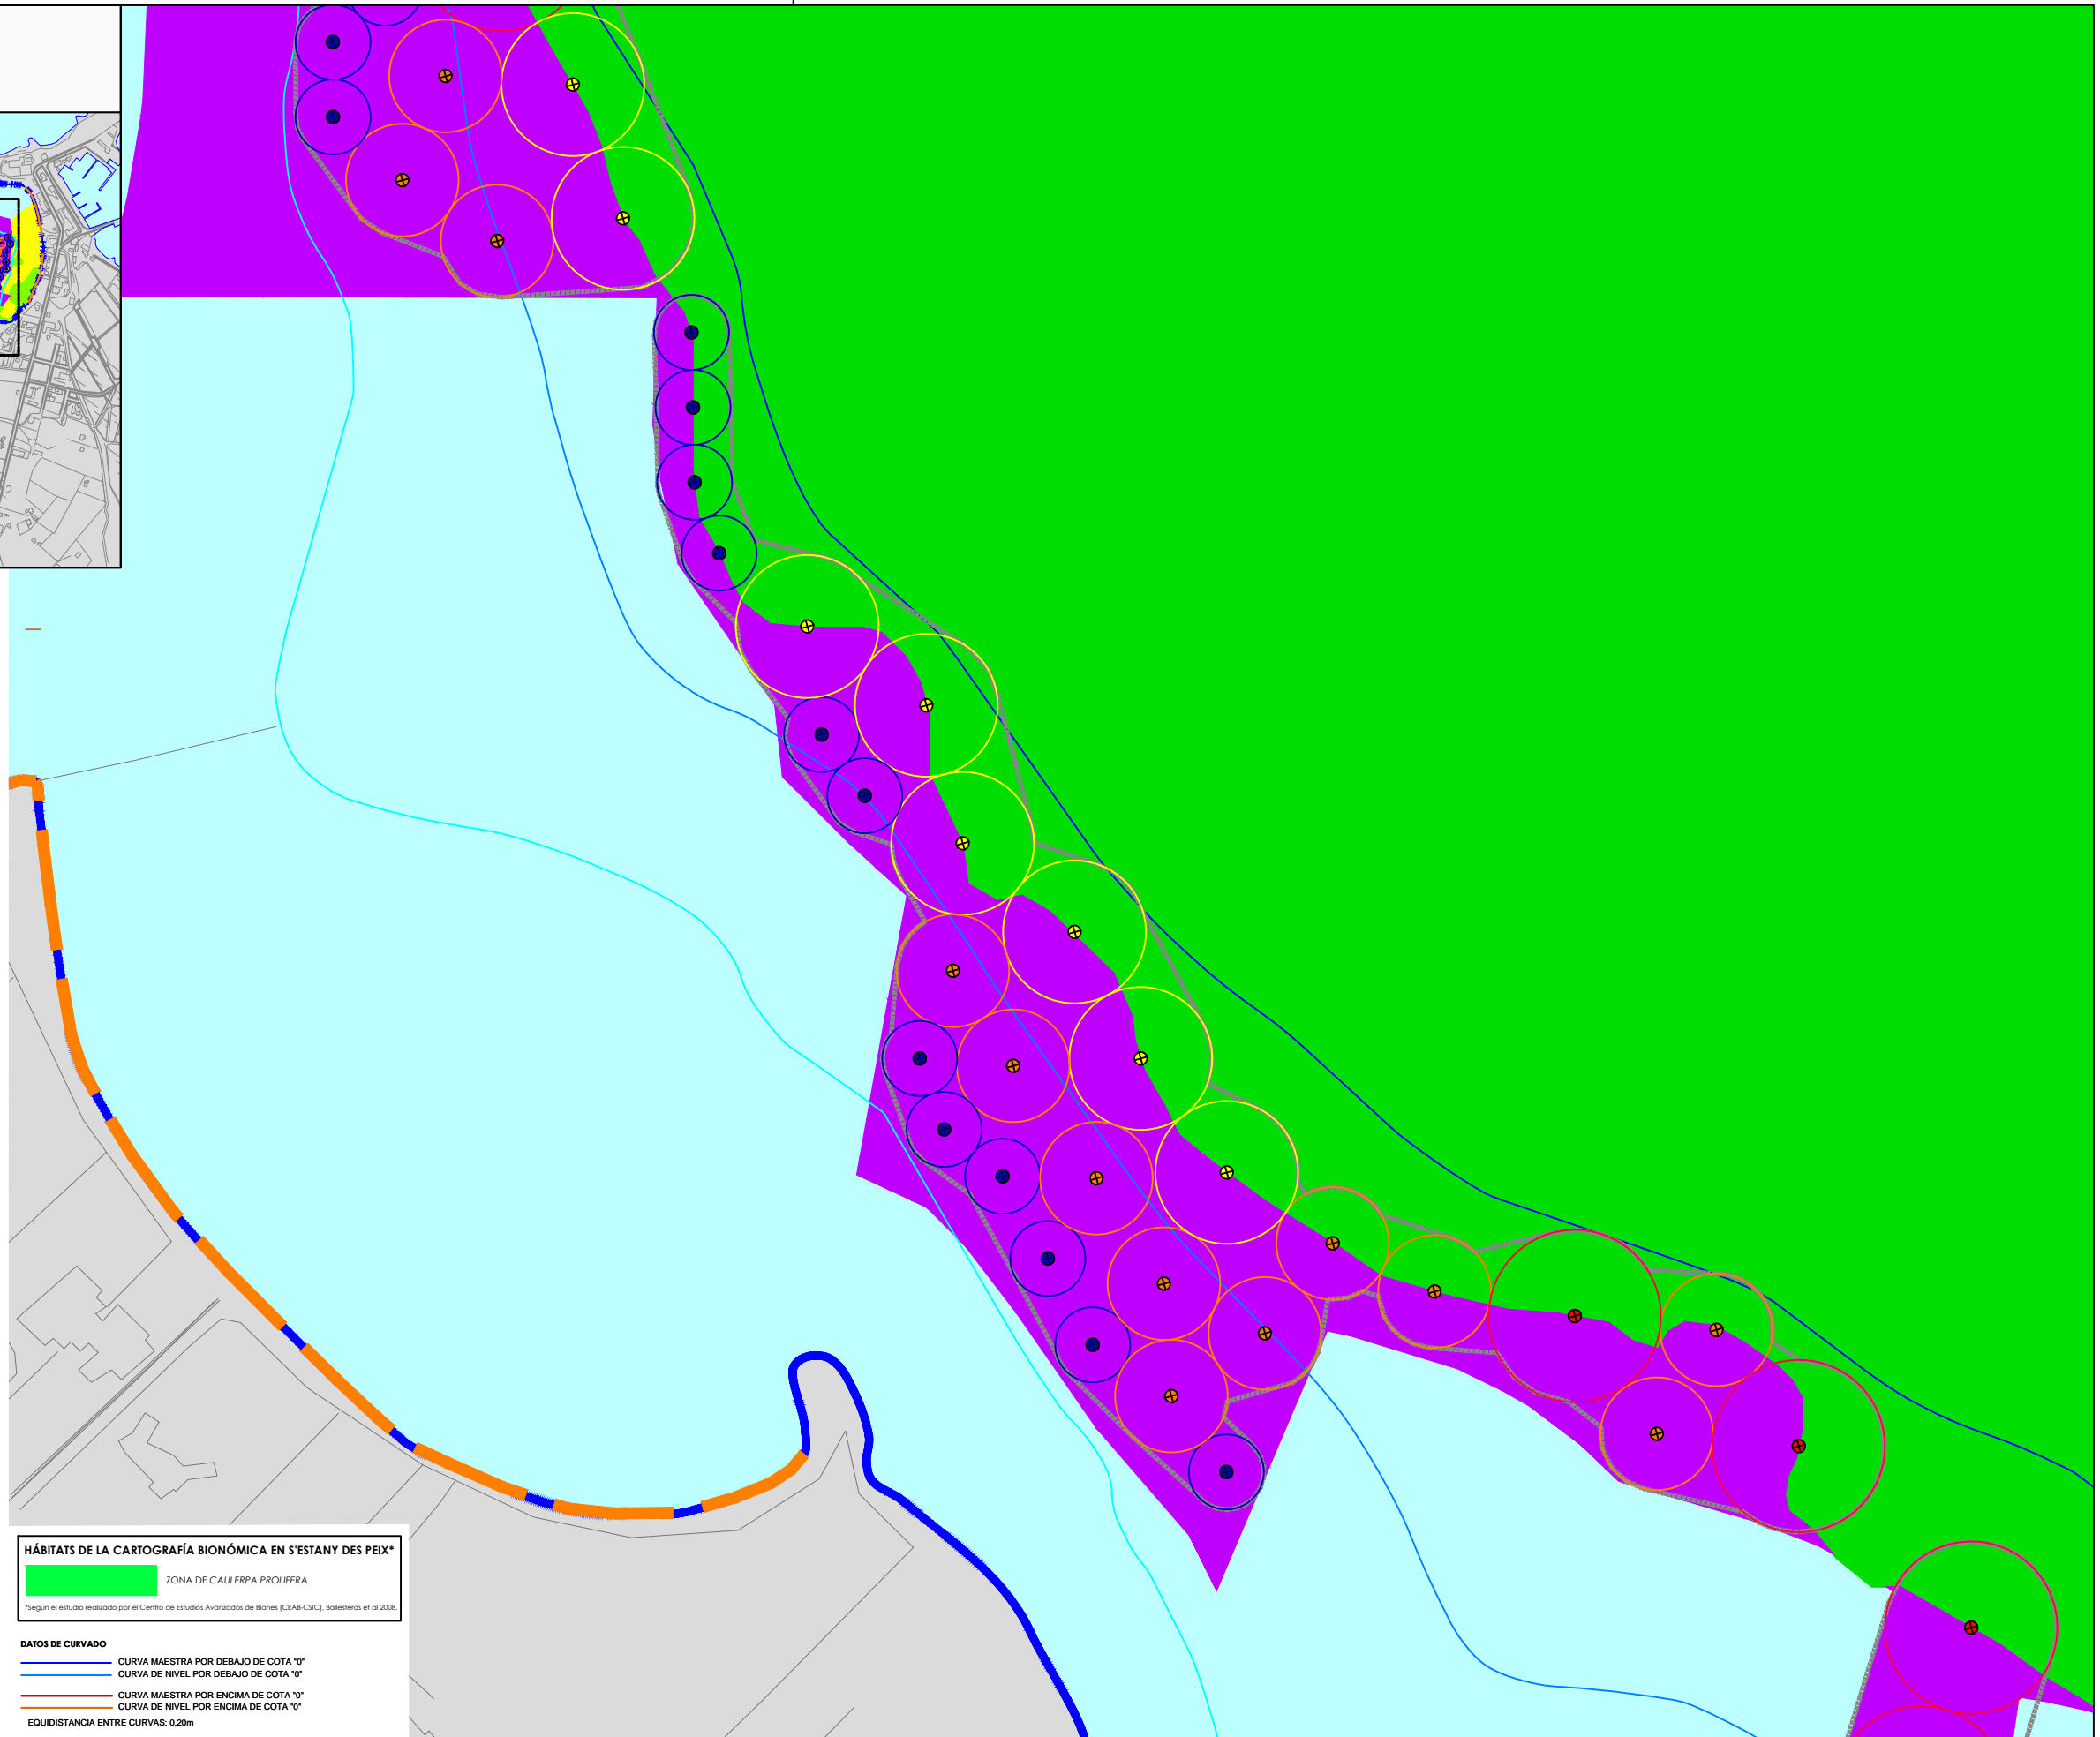 HÁBITATS DE LA CARTOGRAFÍA BIONÓMICA EN S'ESTANY DES PEIX*
ZONA DE CAULERPA PROLIFERA
*Según el estudio realizado por el Centro de Estudios Avanzados de Blanes (CEAB-CSIC), Ballesteros et al 2008.
DATOS DE CURVADO
CURVA MAESTRA POR DEBAJO DE COTA "0"
CURVA DE NIVEL POR DEBAJO DE COTA "0"
CURVA MAESTRA POR ENCIMA DE COTA "0"
CURVA DE NIVEL POR ENCIMA DE COTA "0"
EQUIDISTANCIA ENTRE CURVAS: 0,20m